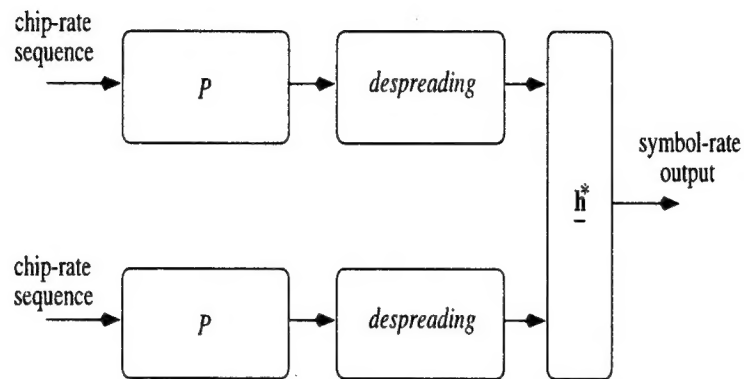 chip-rate
sequence
P
despreading
symbol-rate
output
h*
chip-rate
sequence
P
despreading